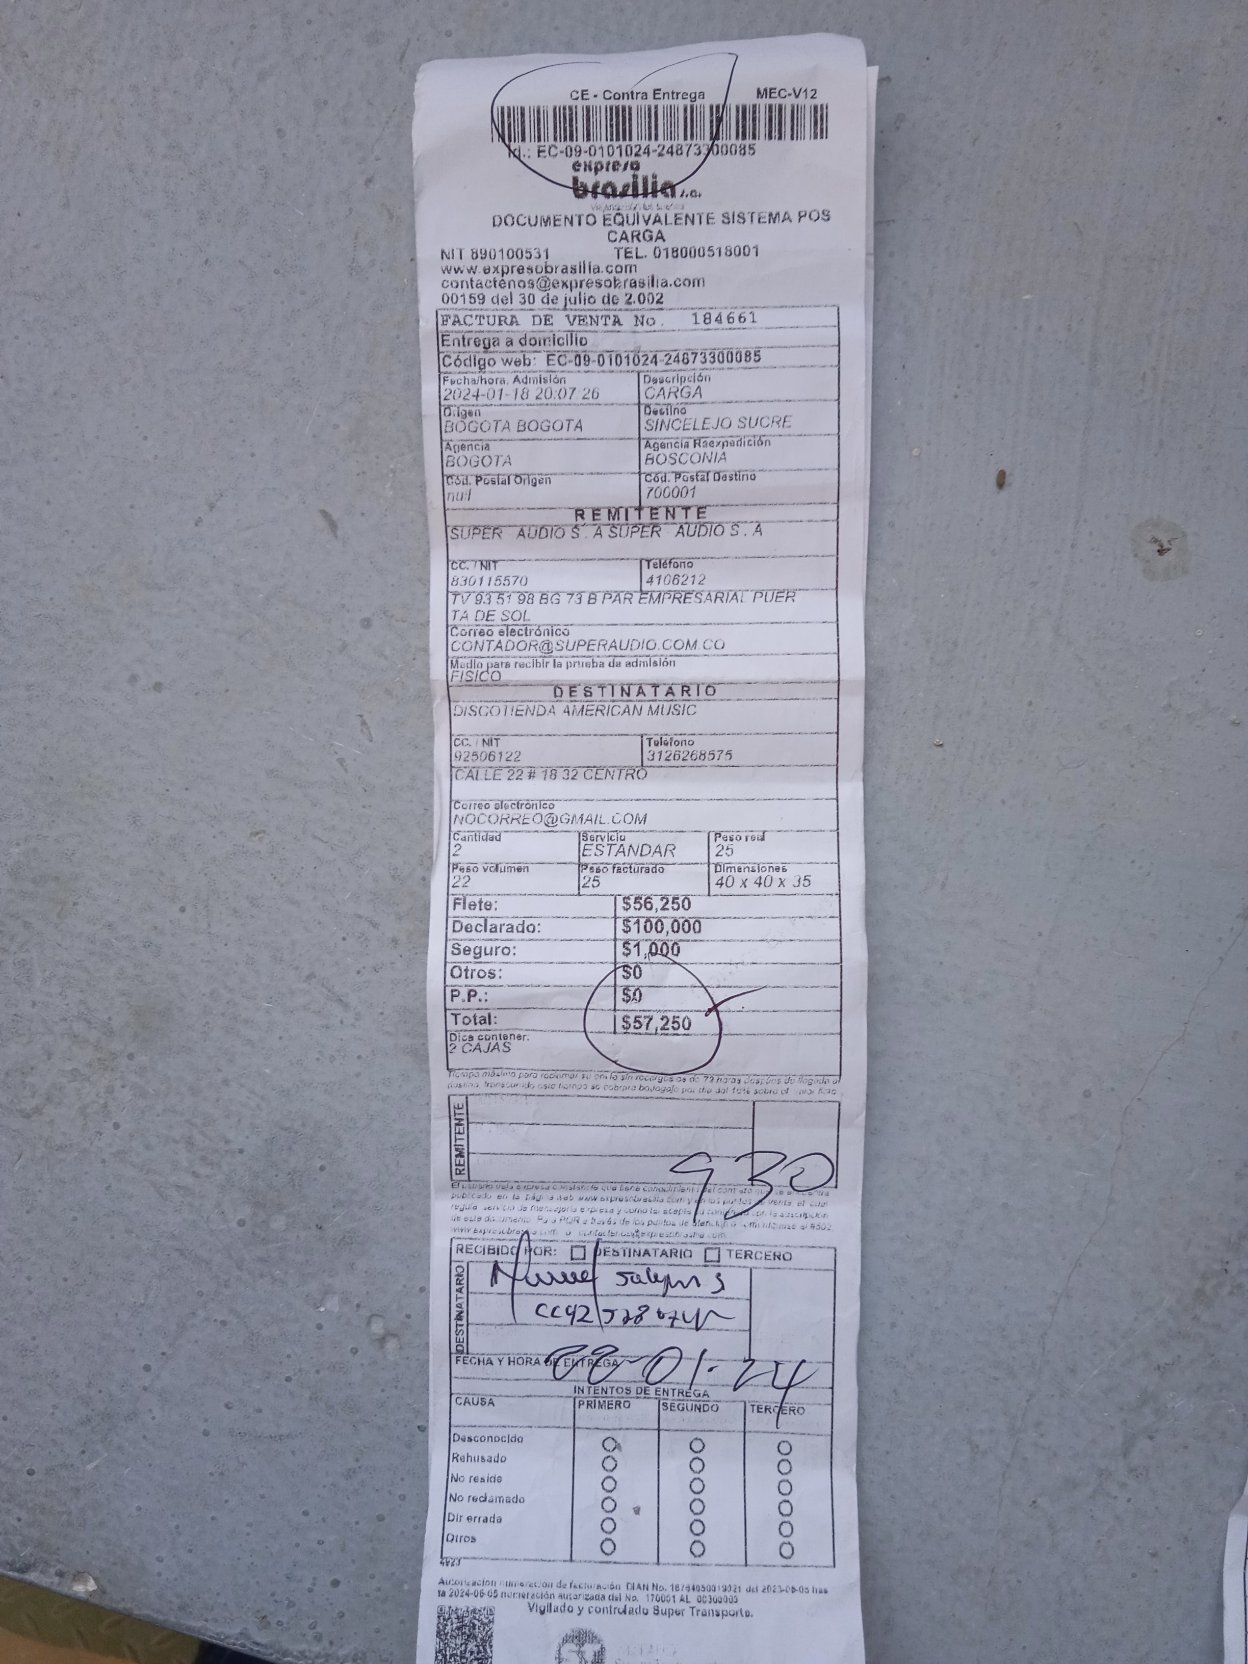 CE - Contra Entrega MEC-V12
Id.: EC-09-0101024-24873300085
expreso
brasilia s.a.
DOCUMENTO EQUIVALENTE SISTEMA POS
CARGA
NIT 890100531 TEL. 018000518001
www.expresobrasilia.com
contactenos@expresobrasilia.com
00159 del 30 de julio de 2.002
FACTURA DE VENTA No. 184661
Entrega a domicilio
Código web: EC-09-0101024-24873300085
Fecha/hora. Admisión Descripción
2024-01-18 20:07:26 CARGA
Origen Destino
BOGOTA BOGOTA SINCELEJO SUCRE
Agencia Agencia Reexpedición
BOGOTA BOSCONIA
Cód. Postal Origen Cód. Postal Destino
null 700001
REMITENTE
SUPER AUDIO S . A SUPER AUDIO S . A
CC. / NIT Teléfono
830115570 4106212
TV 93 51 98 BG 73 B PAR EMPRESARIAL PUER
TA DE SOL
Correo electrónico
CONTADOR@SUPERAUDIO.COM.CO
Medio para recibir la prueba de admisión
FISICO
DESTINATARIO
DISCOTIENDA AMERICAN MUSIC
CC. / NIT Teléfono
92506122 3126268575
CALLE 22 # 18 32 CENTRO
Correo electrónico
NOCORREO@GMAIL.COM
Cantidad Servicio Peso real
2 ESTANDAR 25
Peso volumen Peso facturado Dimensiones
22 25 40 x 40 x 35
Flete: $56,250
Declarado: $100,000
Seguro: $1,000
Otros: $0
P.P.: $0
Total: $57,250
Dice contener:
2 CAJAS
REMITENTE
930
RECIBIDO POR: DESTINATARIO TERCERO
DESTINATARIO
FECHA Y HORA DE ENTREGA
22-01-24
INTENTOS DE ENTREGA
CAUSA PRIMERO SEGUNDO TERCERO
Desconocido
Rehusado
No reside
No reclamado
Dir errada
Otros
Autorización numeración de facturación DIAN No.
Vigilado y controlado Super Transporte.